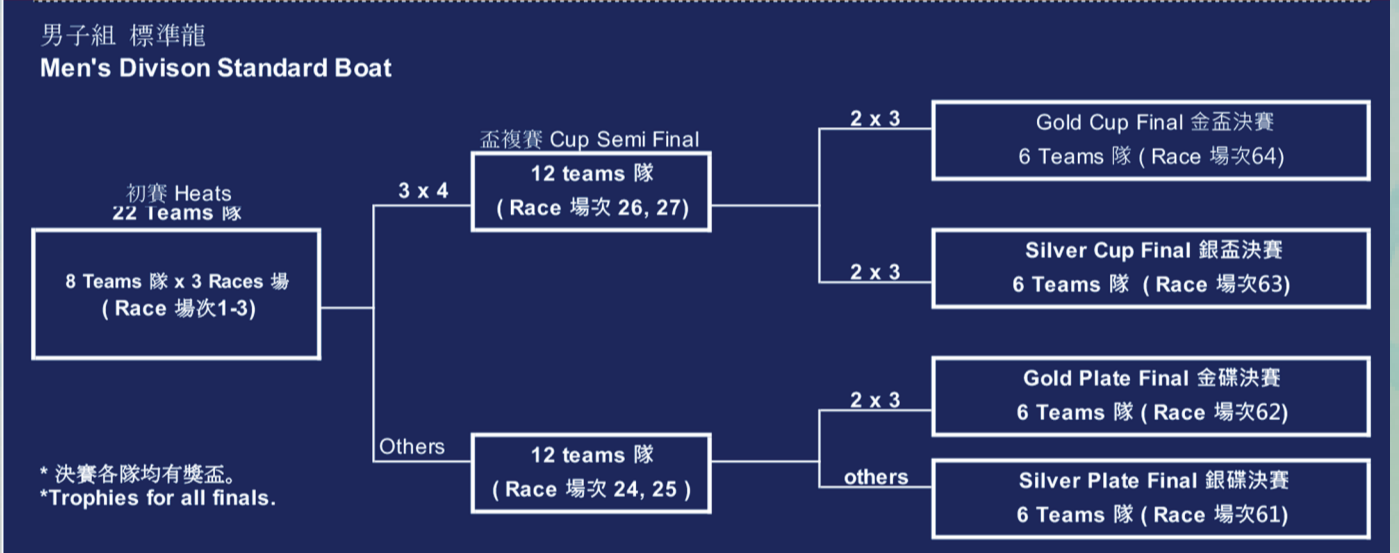 男子組 標準龍
Men's Divison Standard Boat
初賽 Heats
22 Teams 隊
8 Teams 隊 x 3 Races 場
( Race 場次1-3)
3 x 4
盃複賽 Cup Semi Final
12 teams 隊
( Race 場次 26, 27)
2 x 3
Gold Cup Final 金盃決賽
6 Teams 隊 ( Race 場次64)
2 x 3
Silver Cup Final 銀盃決賽
6 Teams 隊 ( Race 場次63)
Others
12 teams 隊
( Race 場次 24, 25 )
2 x 3
Gold Plate Final 金碟決賽
6 Teams 隊 ( Race 場次62)
others
Silver Plate Final 銀碟決賽
6 Teams 隊 ( Race 場次61)
* 決賽各隊均有獎盃。
*Trophies for all finals.